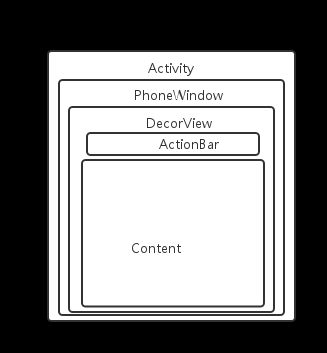 Activity
PhoneWindow
DecorView
ActionBar
Content